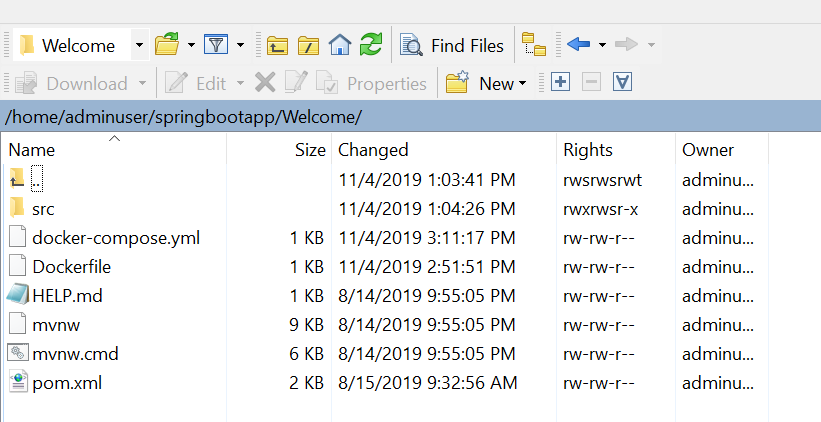 Welcome Find Files
Download Edit Properties New
/home/adminuser/springbootapp/Welcome/
Name Size Changed Rights Owner
.. 11/4/2019 1:03:41 PM rwsrwsrwt adminu...
src 11/4/2019 1:04:26 PM rwxrwsr-x adminu...
docker-compose.yml 1 KB 11/4/2019 3:11:17 PM rw-rw-r-- adminu...
Dockerfile 1 KB 11/4/2019 2:51:51 PM rw-rw-r-- adminu...
HELP.md 1 KB 8/14/2019 9:55:05 PM rw-rw-r-- adminu...
mvnw 9 KB 8/14/2019 9:55:05 PM rw-rw-r-- adminu...
mvnw.cmd 6 KB 8/14/2019 9:55:05 PM rw-rw-r-- adminu...
pom.xml 2 KB 8/15/2019 9:32:56 AM rw-rw-r-- adminu...